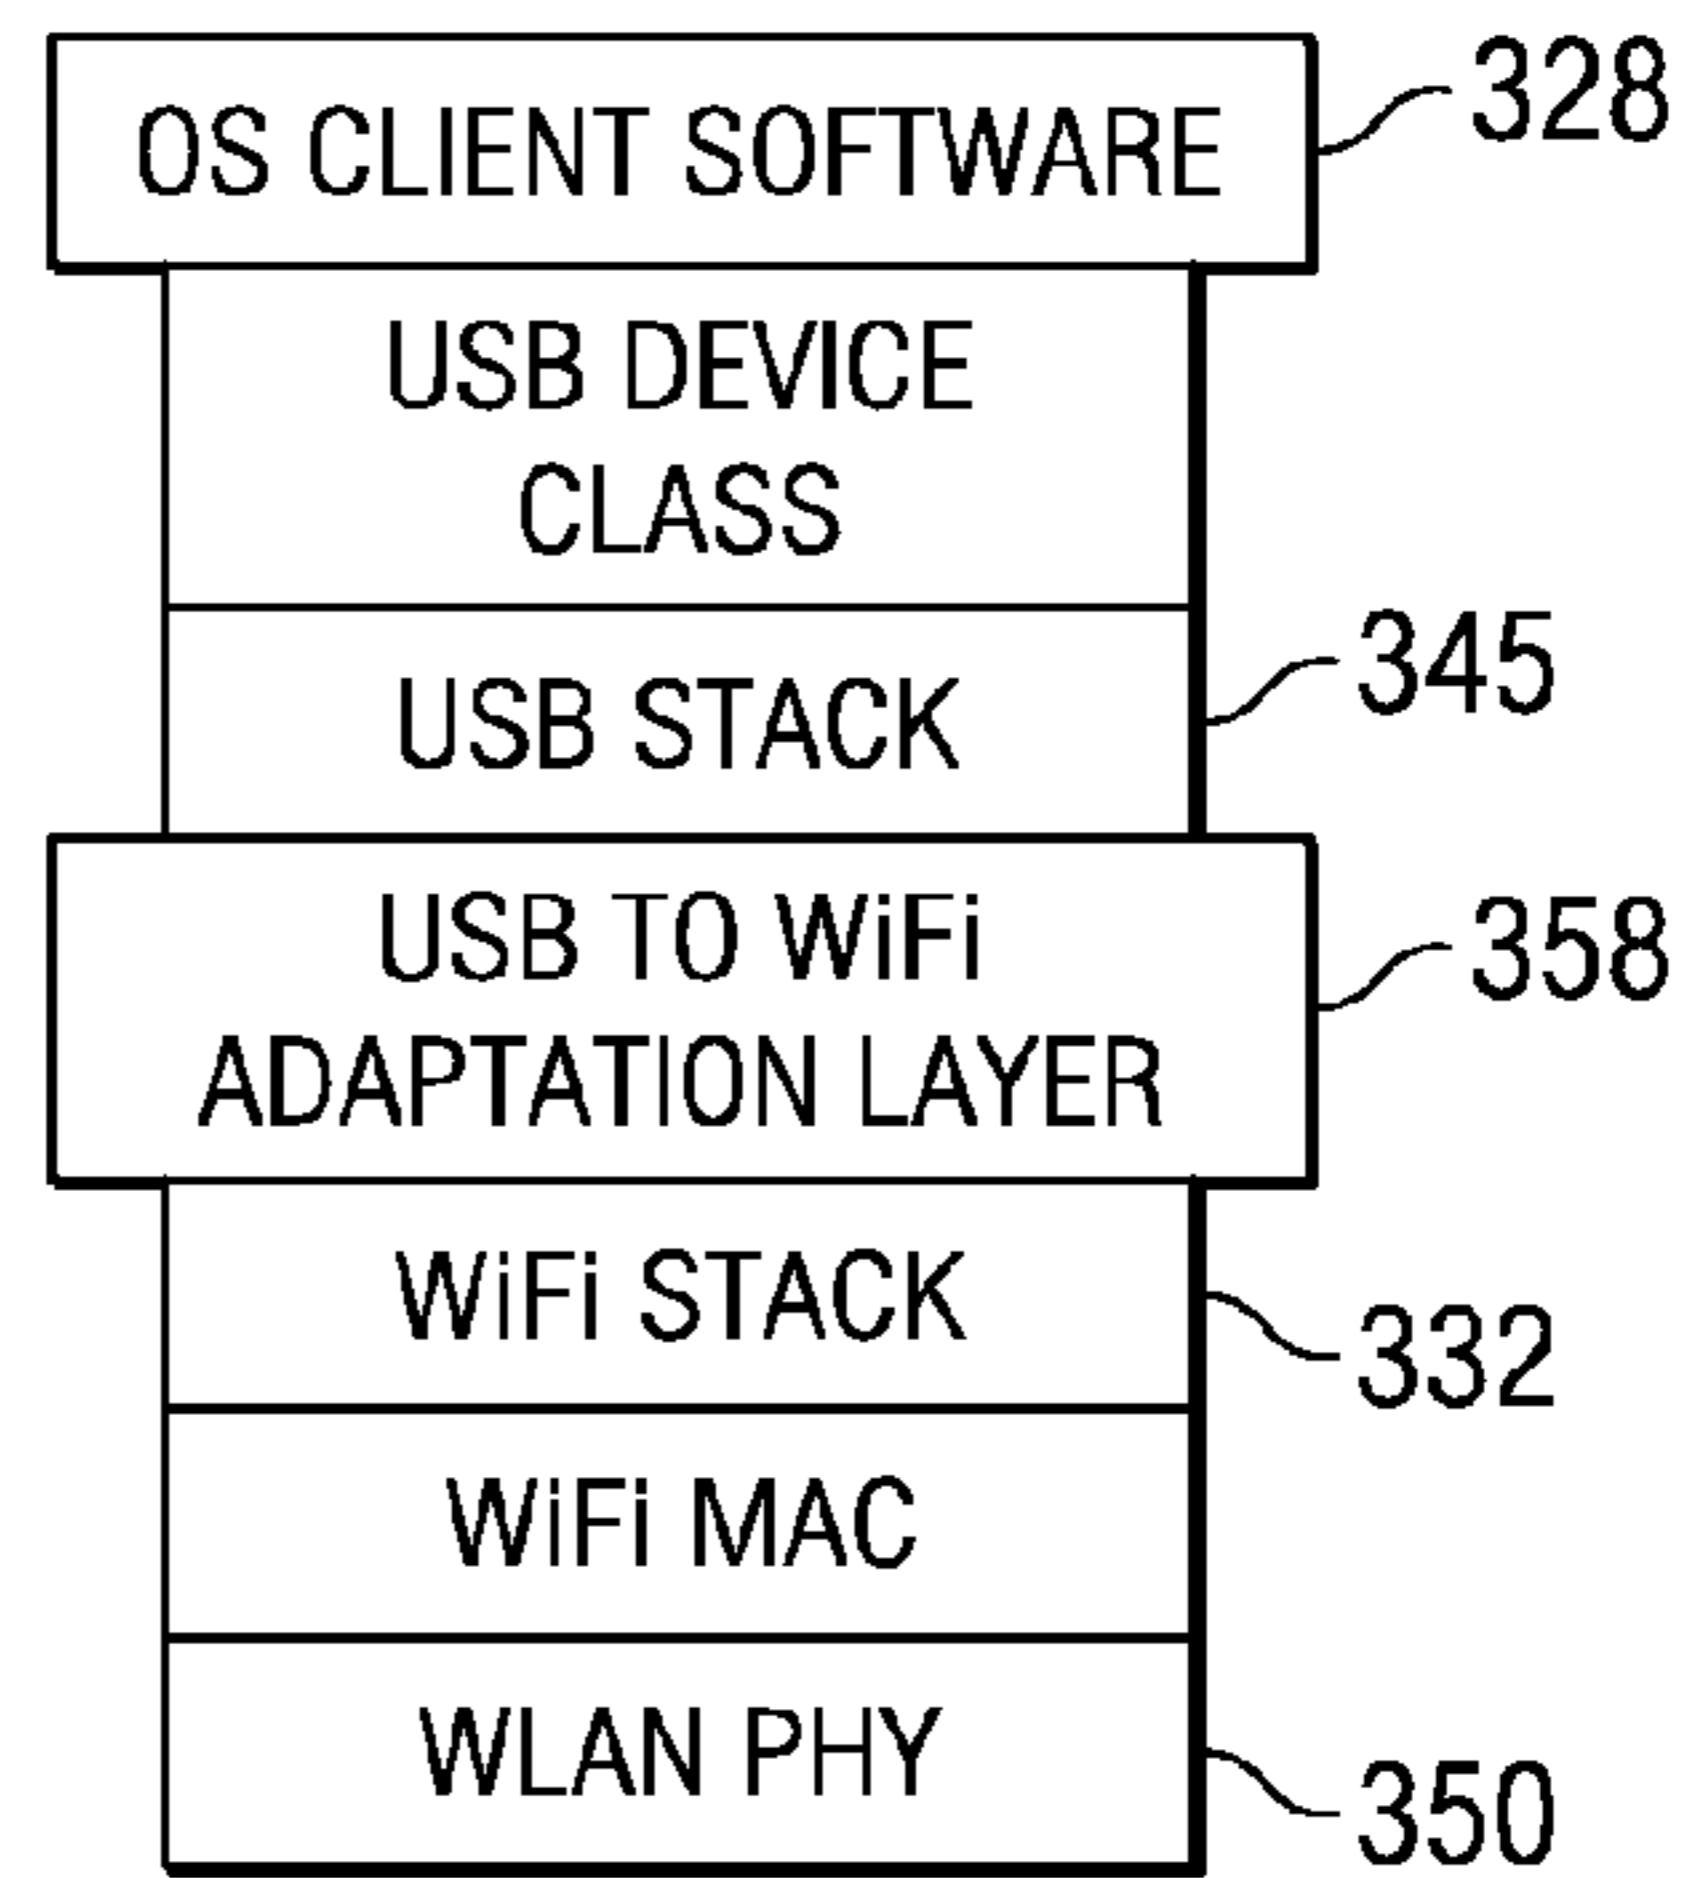 OS CLIENT SOFTWARE
328
USB DEVICE
CLASS
USB STACK
345
USB TO WiFi
ADAPTATION LAYER
358
WiFi STACK
332
WiFi MAC
WLAN PHY
350